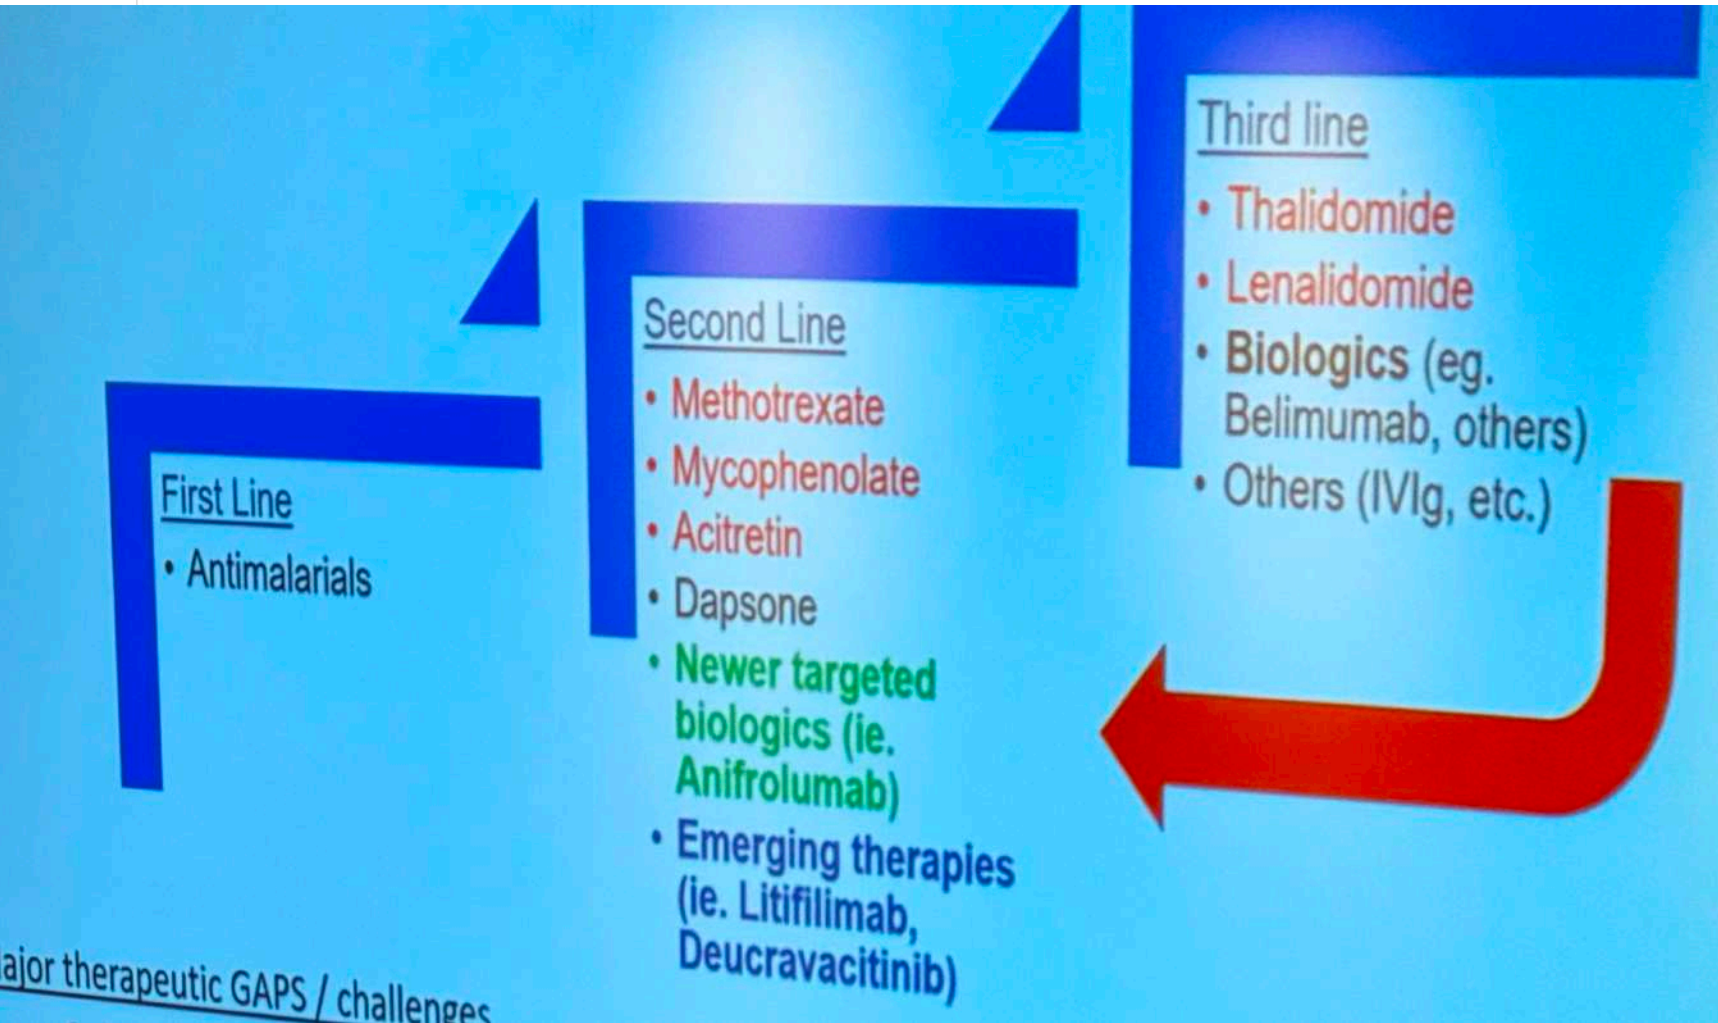 First Line
• Antimalarials
Second Line
• Methotrexate
• Mycophenolate
• Acitretin
• Dapsone
• Newer targeted
biologics (ie.
Anifrolumab)
• Emerging therapies
(ie. Litifilimab,
Deucravacitinib)
Third line
• Thalidomide
• Lenalidomide
• Biologics (eg.
Belimumab, others)
• Others (IVIg, etc.)
therapeutic GAPS / challenges